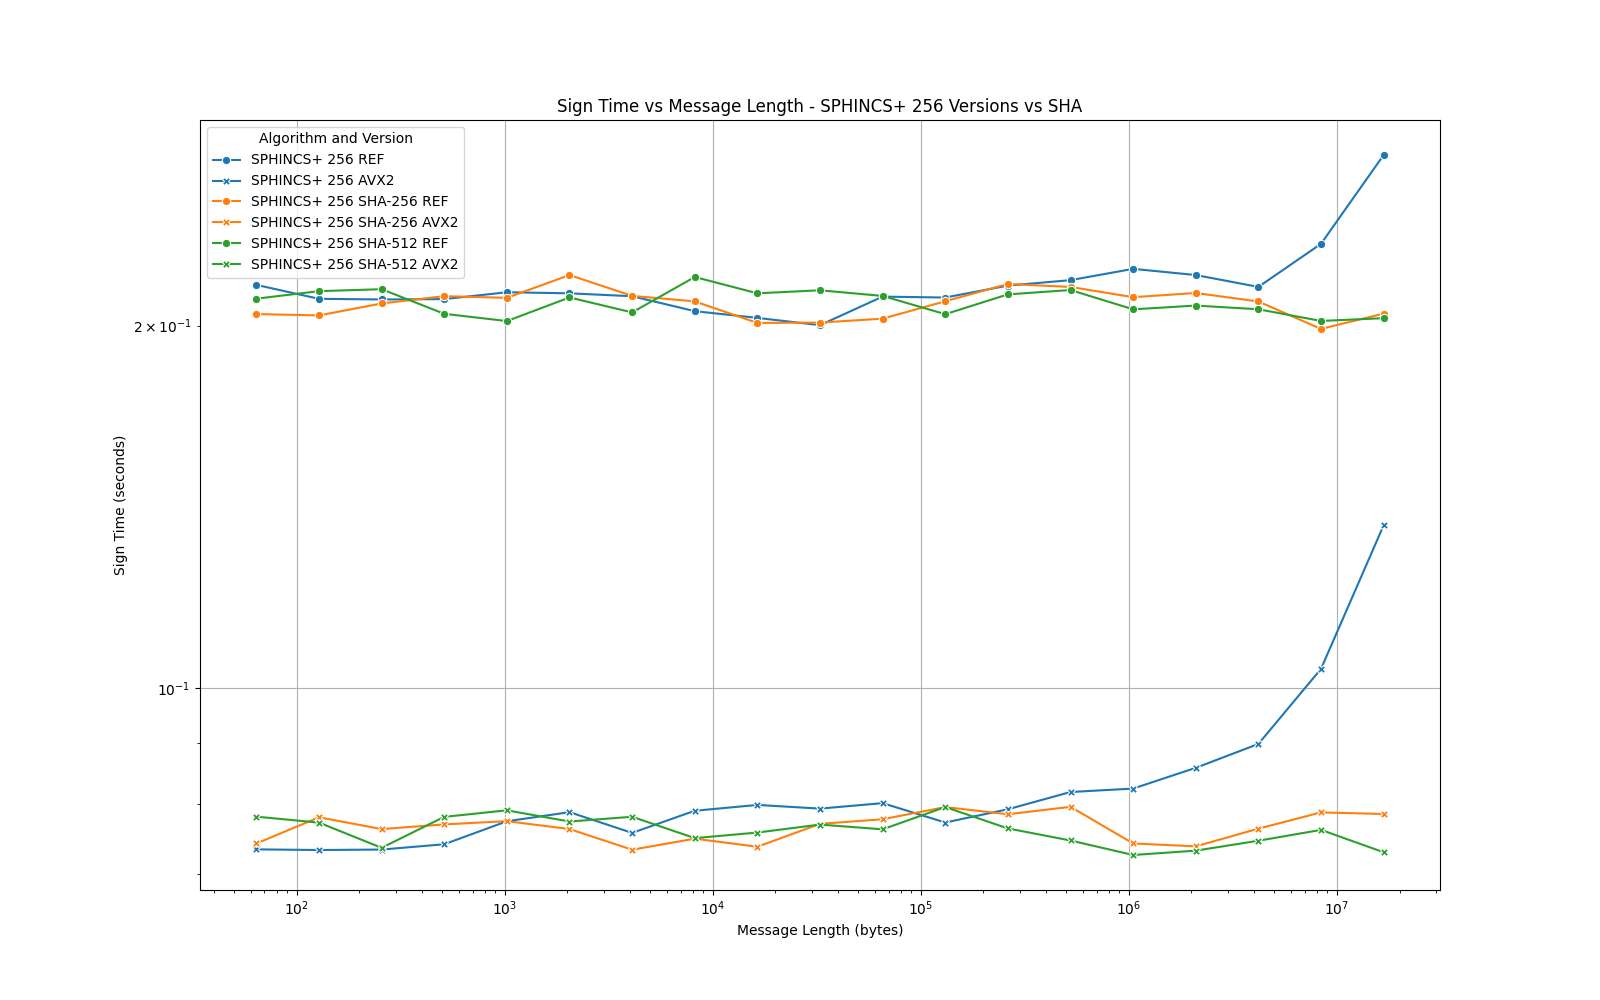 Sign Time vs Message Length - SPHINCS+ 256 Versions vs SHA
Algorithm and Version
SPHINCS+ 256 REF
SPHINCS+ 256 AVX2
SPHINCS+ 256 SHA-256 REF
SPHINCS+ 256 SHA-256 AVX2
SPHINCS+ 256 SHA-512 REF
SPHINCS+ 256 SHA-512 AVX2
2 × 10⁻¹
10⁻¹
Sign Time (seconds)
10² 10³ 10⁴ 10⁵ 10⁶ 10⁷
Message Length (bytes)